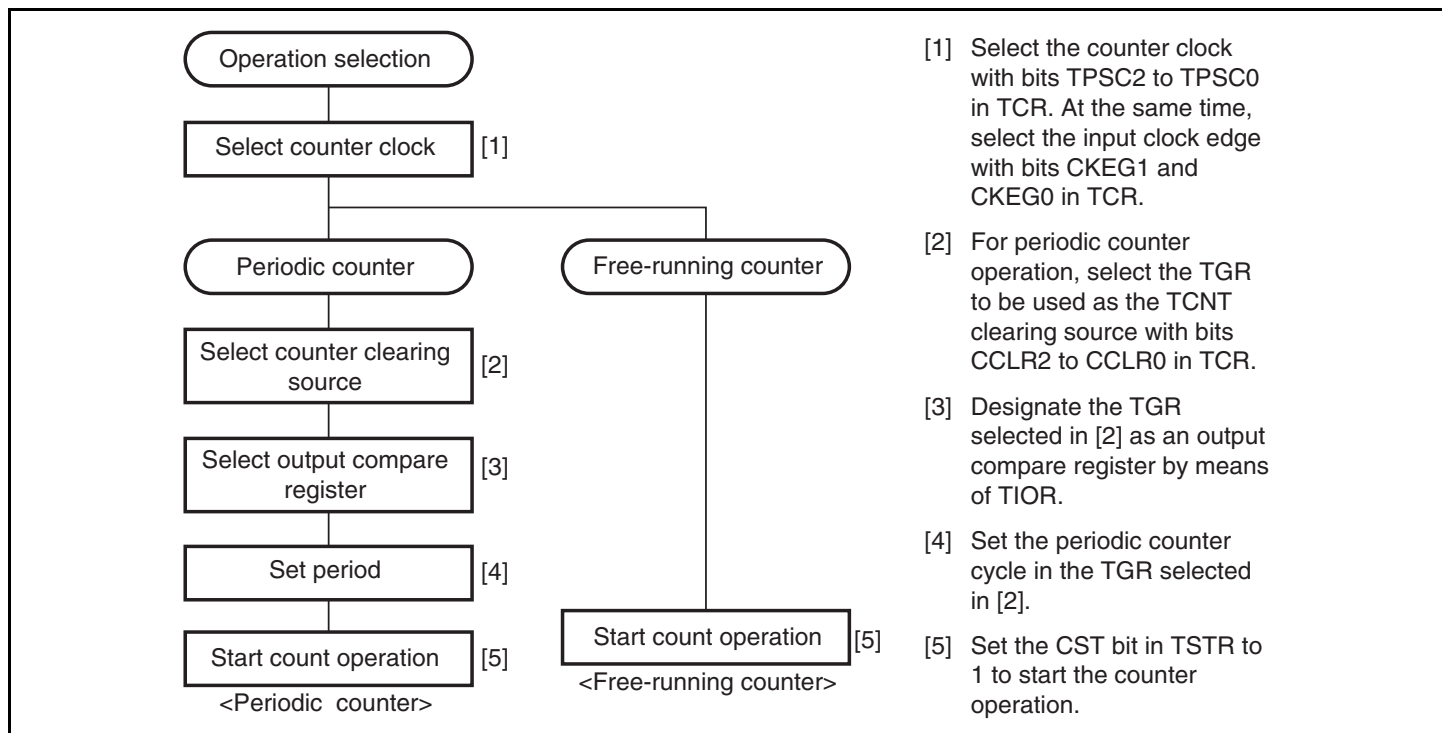 Operation selection
Select counter clock
[1]
Periodic counter
Free-running counter
Select counter clearing
source
[2]
Select output compare
register
[3]
Set period
[4]
Start count operation
[5]
<Periodic counter>
Start count operation
[5]
<Free-running counter>
[1] Select the counter clock
with bits TPSC2 to TPSC0
in TCR. At the same time,
select the input clock edge
with bits CKEG1 and
CKEG0 in TCR.
[2] For periodic counter
operation, select the TGR
to be used as the TCNT
clearing source with bits
CCLR2 to CCLR0 in TCR.
[3] Designate the TGR
selected in [2] as an output
compare register by means
of TIOR.
[4] Set the periodic counter
cycle in the TGR selected
in [2].
[5] Set the CST bit in TSTR to
1 to start the counter
operation.